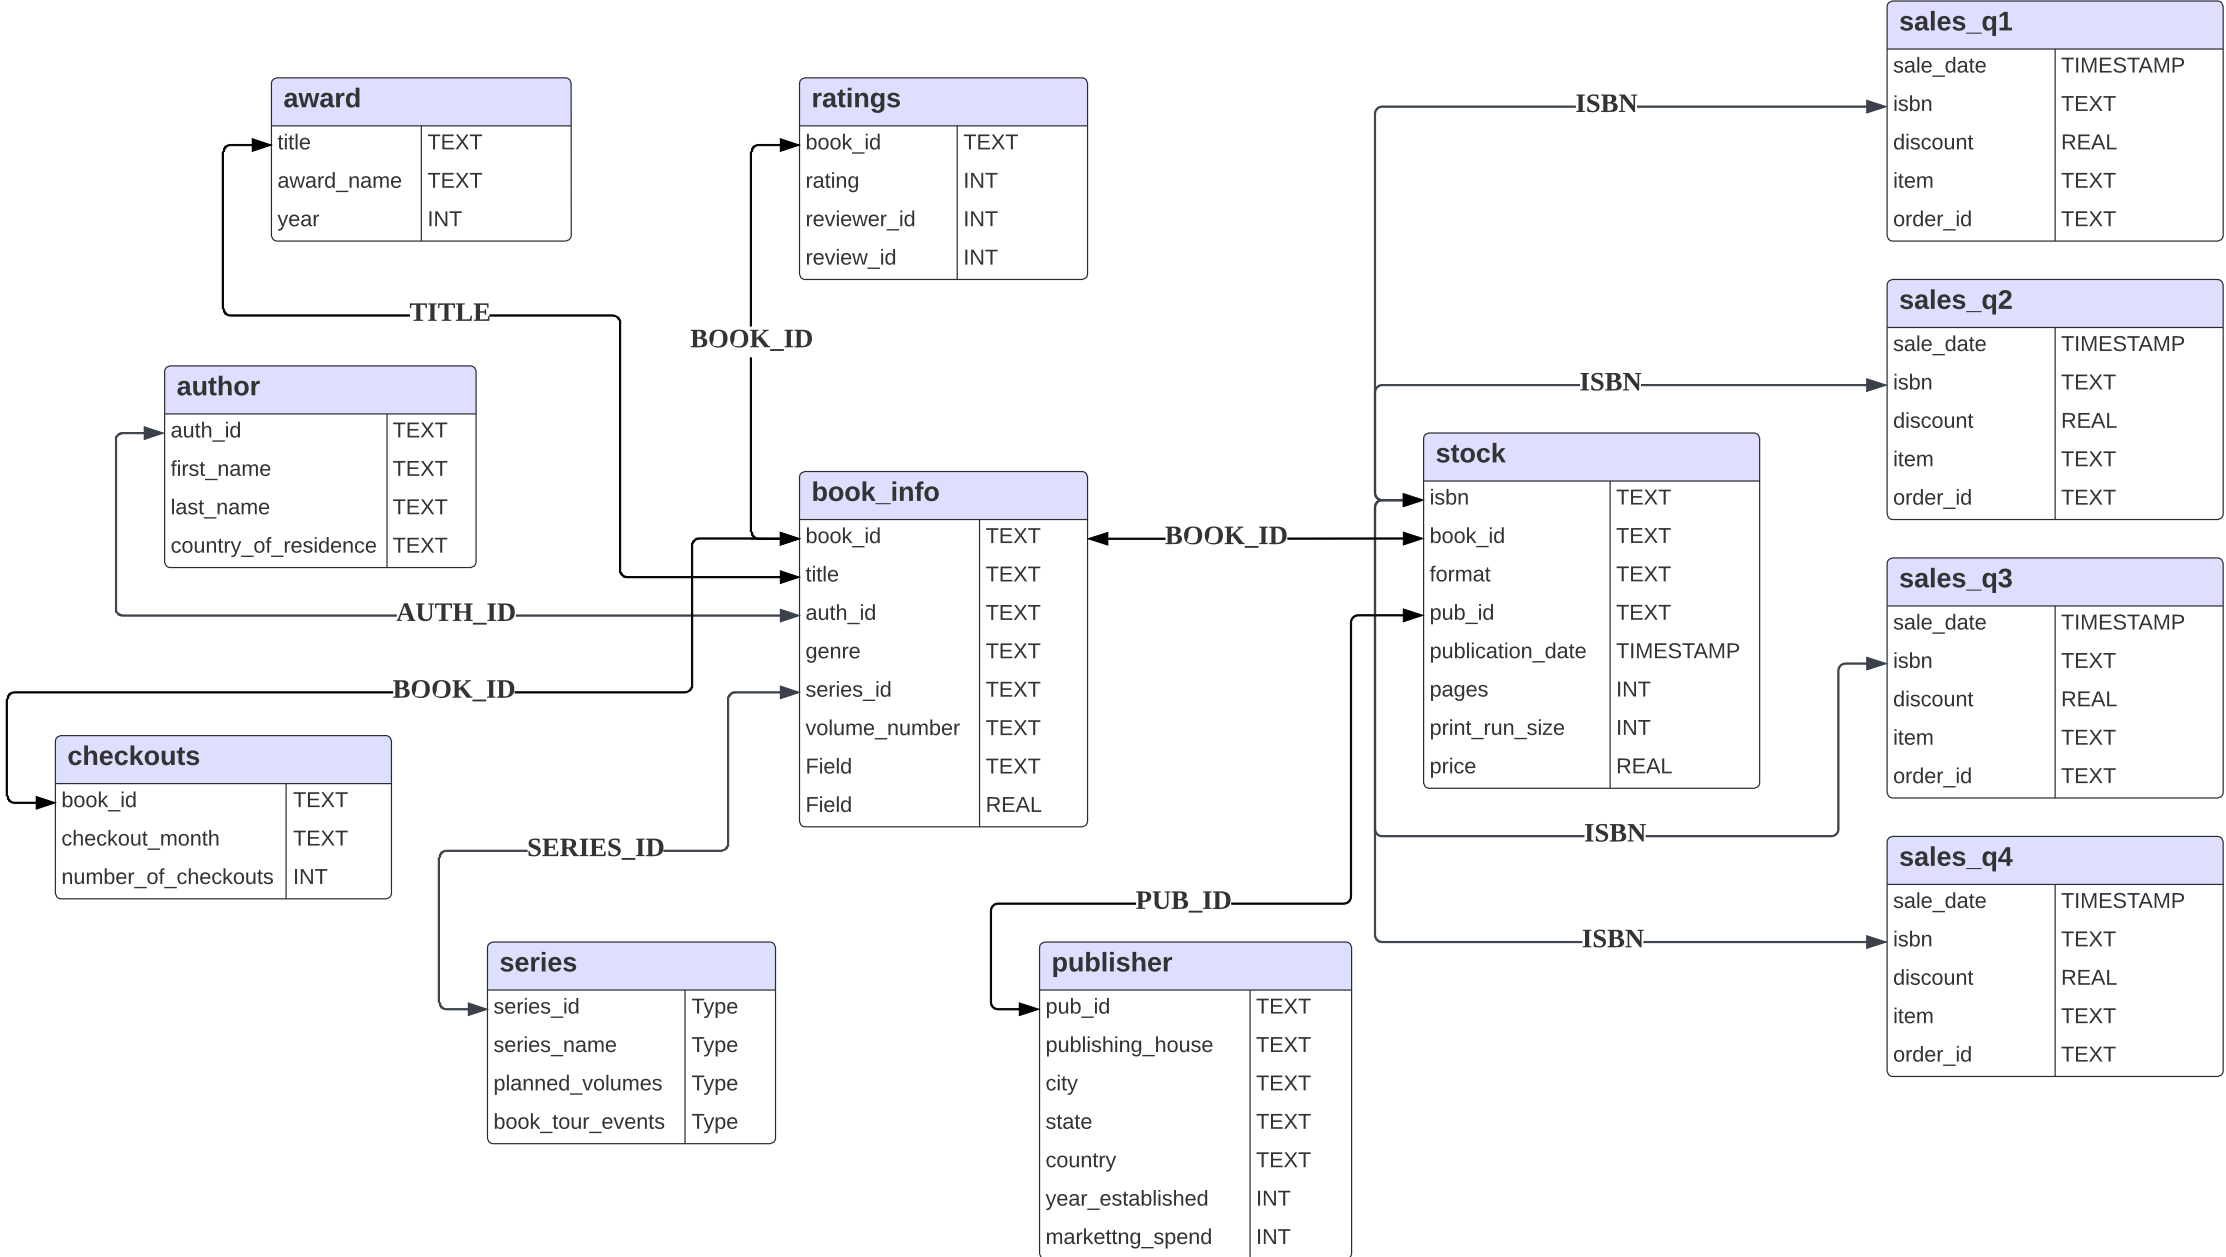 award
title TEXT
award_name TEXT
year INT
TITLE
ratings
book_id TEXT
rating INT
reviewer_id INT
review_id INT
BOOK_ID
author
auth_id TEXT
first_name TEXT
last_name TEXT
country_of_residence TEXT
AUTH_ID
book_info
book_id TEXT
title TEXT
auth_id TEXT
genre TEXT
series_id TEXT
volume_number TEXT
Field TEXT
Field REAL
BOOK_ID
BOOK_ID
checkouts
book_id TEXT
checkout_month TEXT
number_of_checkouts INT
SERIES_ID
series
series_id Type
series_name Type
planned_volumes Type
book_tour_events Type
stock
isbn TEXT
book_id TEXT
format TEXT
pub_id TEXT
publication_date TIMESTAMP
pages INT
print_run_size INT
price REAL
PUB_ID
publisher
pub_id TEXT
publishing_house TEXT
city TEXT
state TEXT
country TEXT
year_established INT
markettng_spend INT
ISBN
sales_q1
sale_date TIMESTAMP
isbn TEXT
discount REAL
item TEXT
order_id TEXT
ISBN
sales_q2
sale_date TIMESTAMP
isbn TEXT
discount REAL
item TEXT
order_id TEXT
ISBN
sales_q3
sale_date TIMESTAMP
isbn TEXT
discount REAL
item TEXT
order_id TEXT
ISBN
sales_q4
sale_date TIMESTAMP
isbn TEXT
discount REAL
item TEXT
order_id TEXT